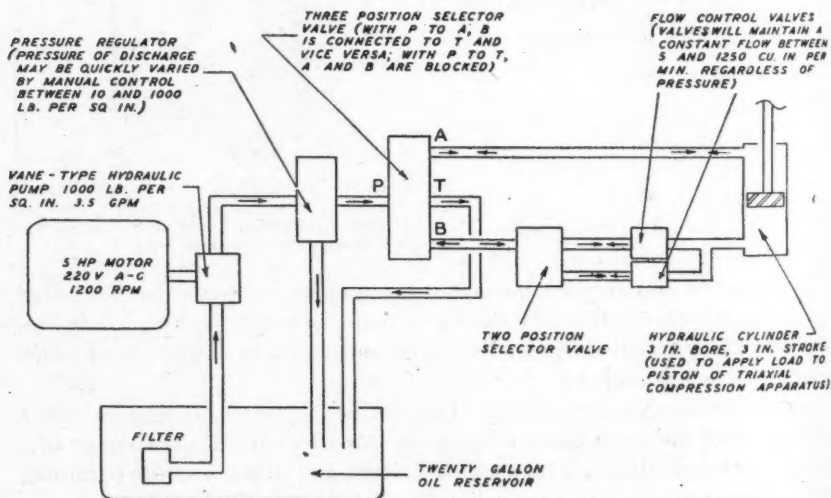 THREE POSITION SELECTOR
VALVE (WITH P TO A, B
IS CONNECTED TO T AND
VICE VERSA; WITH P TO T,
A AND B ARE BLOCKED)
FLOW CONTROL VALVES
(VALVES WILL MAINTAIN A
CONSTANT FLOW BETWEEN
5 AND 1250 CU. IN PER
MIN. REGARDLESS OF
PRESSURE)
PRESSURE REGULATOR
(PRESSURE OF DISCHARGE
MAY BE QUICKLY VARIED
BY MANUAL CONTROL
BETWEEN 10 AND 1000
LB. PER SQ IN.)
VANE-TYPE HYDRAULIC
PUMP 1000 LB. PER
SQ. IN. 3.5 GPM
A
P
T
B
5 HP MOTOR
220 V A-C
1200 RPM
TWO POSITION
SELECTOR VALVE
HYDRAULIC CYLINDER
3 IN. BORE, 3 IN. STROKE
(USED TO APPLY LOAD TO
PISTON OF TRIAXIAL
COMPRESSION APPARATUS)
FILTER
TWENTY GALLON
OIL RESERVOIR